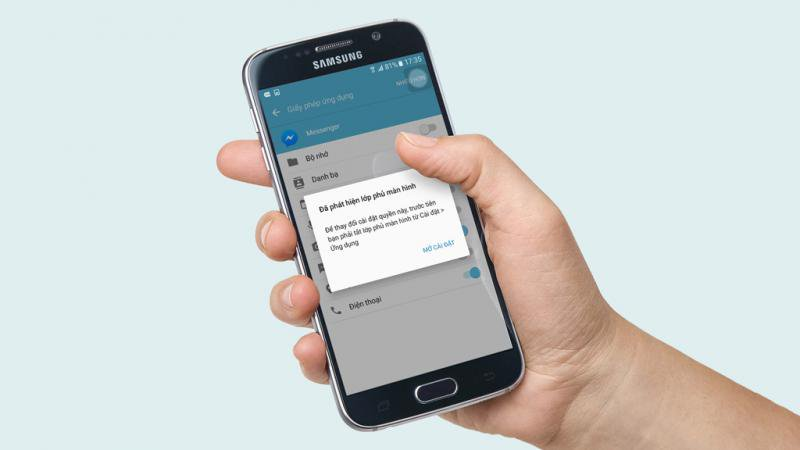 SAMSUNG
81% 17:35
Giấy phép ứng dụng
Messenger
Bộ nhớ
Danh bạ
Đã phát hiện lớp phủ màn hình
Để thay đổi cài đặt quyền này, trước tiên
bạn phải tắt lớp phủ màn hình từ Cài đặt >
Ứng dụng
MỞ CÀI ĐẶT
Điện thoại